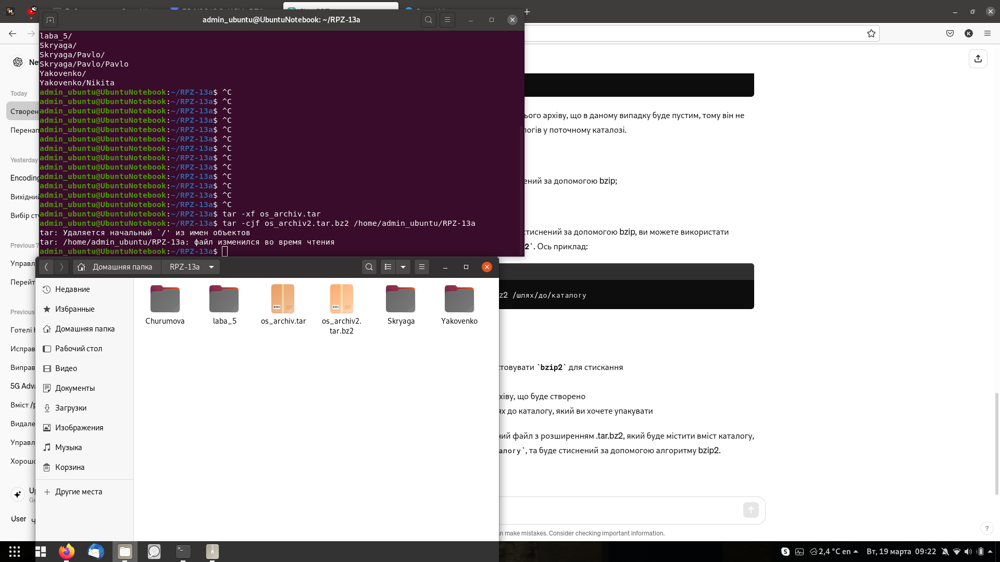 admin_ubuntu@UbuntuNotebook: ~/RPZ-13a
laba_5/
Skryaga/
Skryaga/Pavlo/
Skryaga/Pavlo/Pavlo
Yakovenko/
Yakovenko/Nikita
admin_ubuntu@UbuntuNotebook:~/RPZ-13a$ ^C
admin_ubuntu@UbuntuNotebook:~/RPZ-13a$ ^C
admin_ubuntu@UbuntuNotebook:~/RPZ-13a$ ^C
admin_ubuntu@UbuntuNotebook:~/RPZ-13a$ ^C
admin_ubuntu@UbuntuNotebook:~/RPZ-13a$ ^C
admin_ubuntu@UbuntuNotebook:~/RPZ-13a$ ^C
admin_ubuntu@UbuntuNotebook:~/RPZ-13a$ ^C
admin_ubuntu@UbuntuNotebook:~/RPZ-13a$ ^C
admin_ubuntu@UbuntuNotebook:~/RPZ-13a$ ^C
admin_ubuntu@UbuntuNotebook:~/RPZ-13a$ ^C
admin_ubuntu@UbuntuNotebook:~/RPZ-13a$ ^C
admin_ubuntu@UbuntuNotebook:~/RPZ-13a$ ^C
admin_ubuntu@UbuntuNotebook:~/RPZ-13a$ ^C
admin_ubuntu@UbuntuNotebook:~/RPZ-13a$ tar -xf os_archiv.tar
admin_ubuntu@UbuntuNotebook:~/RPZ-13a$ tar -cjf os_archiv2.tar.bz2 /home/admin_ubuntu/RPZ-13a
tar: Удаляется начальный `/' из имен объектов
tar: /home/admin_ubuntu/RPZ-13a: файл изменился во время чтения
admin_ubuntu@UbuntuNotebook:~/RPZ-13a$
Домашняя папка
RPZ-13a
Недавние
Избранные
Домашняя папка
Рабочий стол
Видео
Документы
Загрузки
Изображения
Музыка
Корзина
Другие места
Churumova
laba_5
os_archiv.tar
os_archiv2.
tar.bz2
Skryaga
Yakovenko
Ne
Today
Створен
Перенап
Yesterday
Encoding
Вихідний
Вибір сту
Previous 7
Управл
Перейт
Previous
Готелі
Исправ
Виправ
5G Adva
Вміст /p
Видале
Управл
Хорошо
Up
Ge
User
ього архіву, що в даному випадку буде пустим, тому він не
логів у поточному каталозі.
ений за допомогою bzip;
стиснений за допомогою bzip, ви можете використати
2`. Ось приклад:
z2 /шлях/до/каталогу
стовувати `bzip2` для стискання
хіву, що буде створено
ях до каталогу, який ви хочете упакувати
ний файл з розширенням .tar.bz2, який буде містити вміст каталогу,
алогу`, та буде стиснений за допомогою алгоритму bzip2.
an make mistakes. Consider checking important information.
?
K
2,4 °C en
Вт, 19 марта 09:22